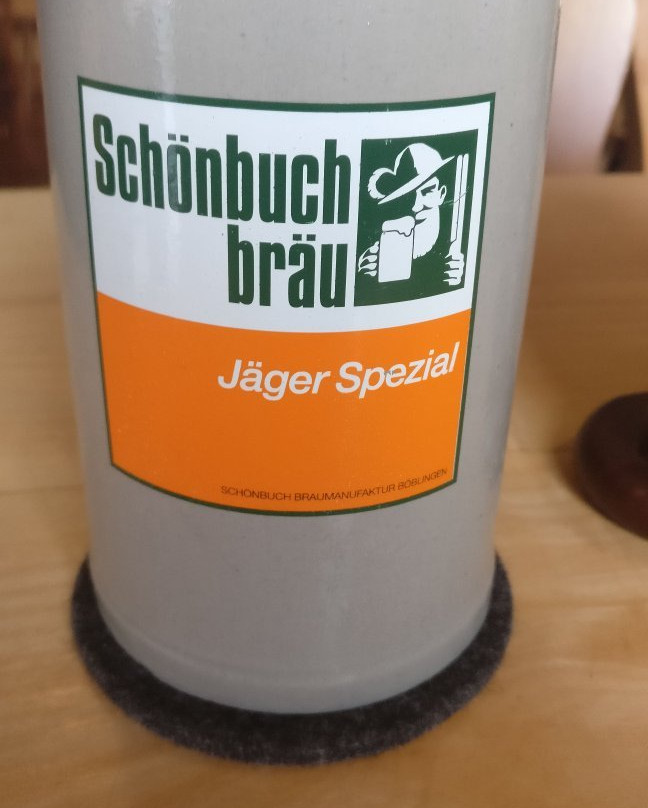 Schönbuch
bräu
Jäger Spezial
SCHÖNBUCH BRAUMANUFAKTUR BÖBLINGEN